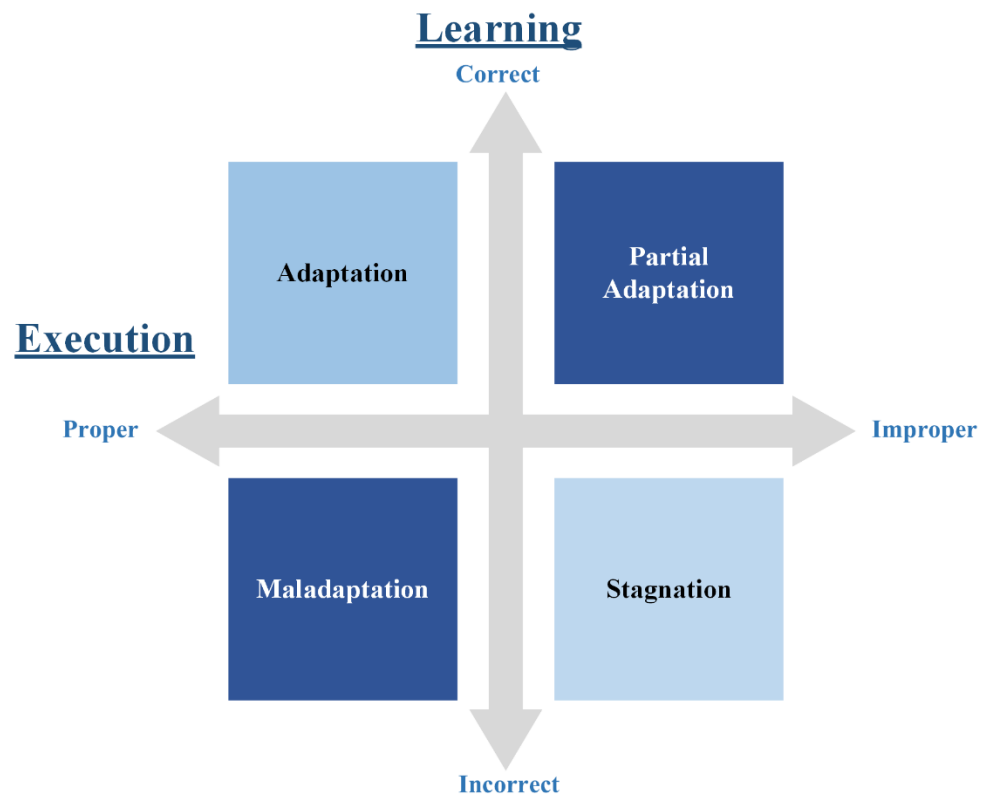 Learning
Correct
Adaptation
Partial
Adaptation
Execution
Proper
Improper
Maladaptation
Stagnation
Incorrect